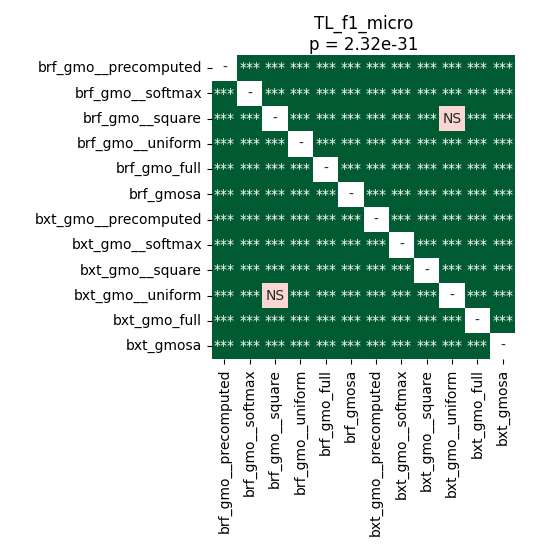 TL_f1_micro
p = 2.32e-31
brf_gmo__precomputed - *** *** *** *** *** *** *** *** *** *** ***
brf_gmo__softmax *** - *** *** *** *** *** *** *** *** *** ***
brf_gmo__square *** *** - *** *** *** *** *** *** NS *** ***
brf_gmo__uniform *** *** *** - *** *** *** *** *** *** *** ***
brf_gmo_full *** *** *** *** - *** *** *** *** *** *** ***
brf_gmosa *** *** *** *** *** - *** *** *** *** *** ***
bxt_gmo__precomputed *** *** *** *** *** *** - *** *** *** *** ***
bxt_gmo__softmax *** *** *** *** *** *** *** - *** *** *** ***
bxt_gmo__square *** *** *** *** *** *** *** *** - *** *** ***
bxt_gmo__uniform *** *** NS *** *** *** *** *** *** - *** ***
bxt_gmo_full *** *** *** *** *** *** *** *** *** *** - ***
bxt_gmosa *** *** *** *** *** *** *** *** *** *** *** -
brf_gmo__precomputed
brf_gmo__softmax
brf_gmo__square
brf_gmo__uniform
brf_gmo_full
brf_gmosa
bxt_gmo__precomputed
bxt_gmo__softmax
bxt_gmo__square
bxt_gmo__uniform
bxt_gmo_full
bxt_gmosa